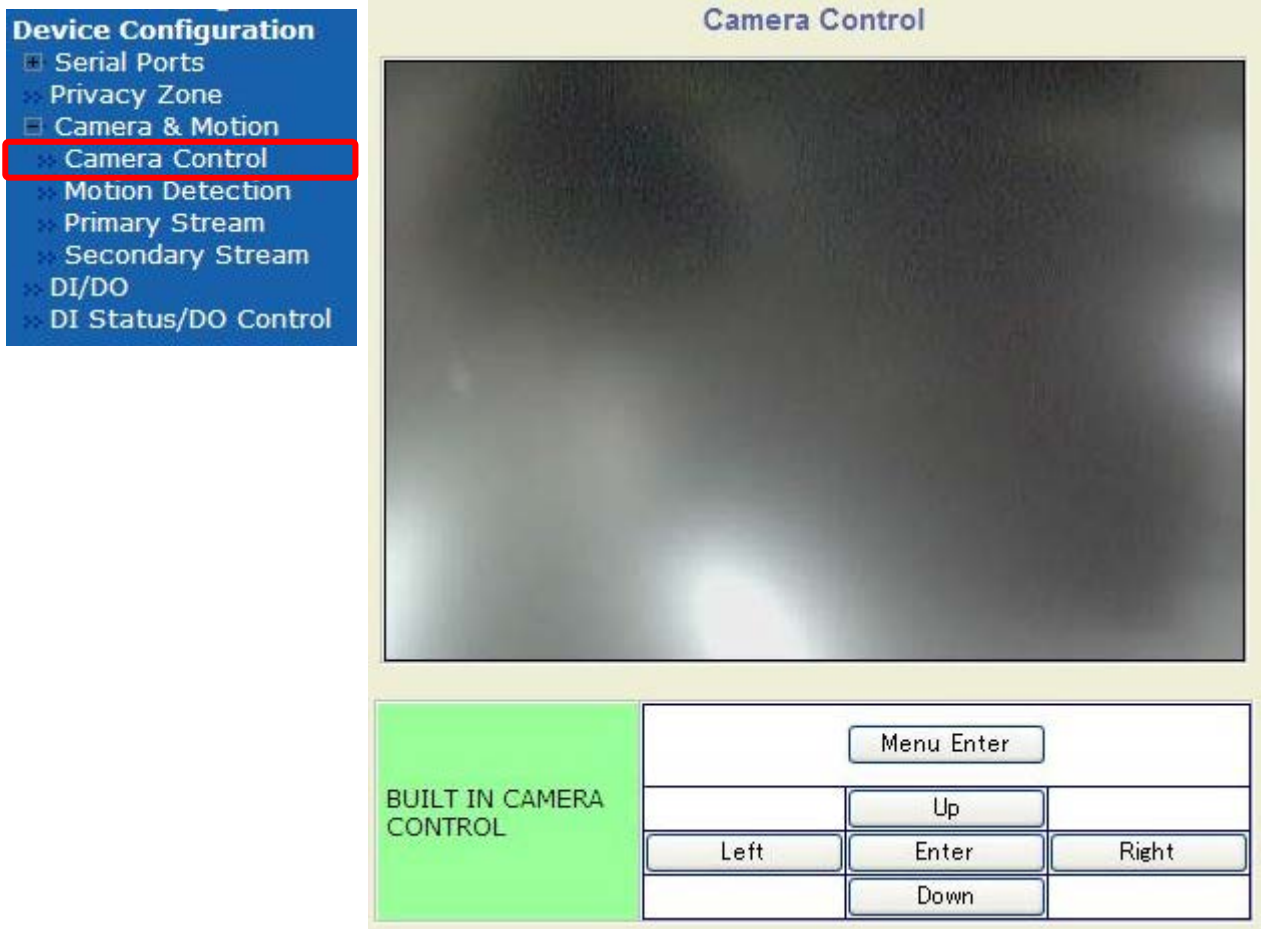 Device Configuration
Serial Ports
Privacy Zone
Camera & Motion
Camera Control
Motion Detection
Primary Stream
Secondary Stream
DI/DO
DI Status/DO Control
Camera Control
BUILT IN CAMERA
CONTROL
Menu Enter
Up
Left Enter Right
Down